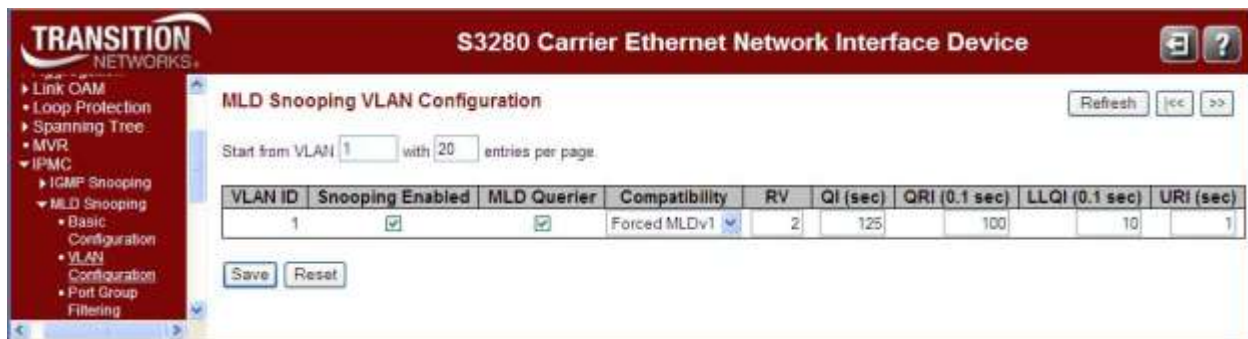 TRANSITION
NETWORKS.
S3280 Carrier Ethernet Network Interface Device
?
Link OAM
Loop Protection
Spanning Tree
MVR
IPMC
IGMP Snooping
MLD Snooping
Basic
Configuration
VLAN
Configuration
Port Group
Filtering
MLD Snooping VLAN Configuration
Refresh |<< >>
Start from VLAN 1 with 20 entries per page.
VLAN ID Snooping Enabled MLD Querier Compatibility RV QI (sec) QRI (0.1 sec) LLQI (0.1 sec) URI (sec)
1 Forced MLDv1 2 125 100 10 1
Save Reset